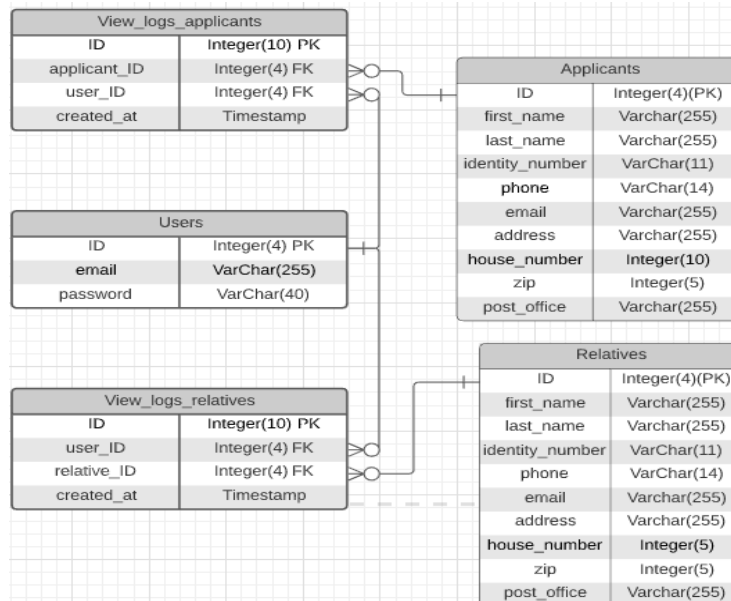 View_logs_applicants
ID Integer(10) PK
applicant_ID Integer(4) FK
user_ID Integer(4) FK
created_at Timestamp
Applicants
ID Integer(4)(PK)
first_name Varchar(255)
last_name Varchar(255)
identity_number VarChar(11)
phone VarChar(14)
email Varchar(255)
address Varchar(255)
house_number Integer(10)
zip Integer(5)
post_office Varchar(255)
Users
ID Integer(4) PK
email VarChar(255)
password VarChar(40)
View_logs_relatives
ID Integer(10) PK
user_ID Integer(4) FK
relative_ID Integer(4) FK
created_at Timestamp
Relatives
ID Integer(4)(PK)
first_name Varchar(255)
last_name Varchar(255)
identity_number VarChar(11)
phone VarChar(14)
email Varchar(255)
address Varchar(255)
house_number Integer(5)
zip Integer(5)
post_office Varchar(255)